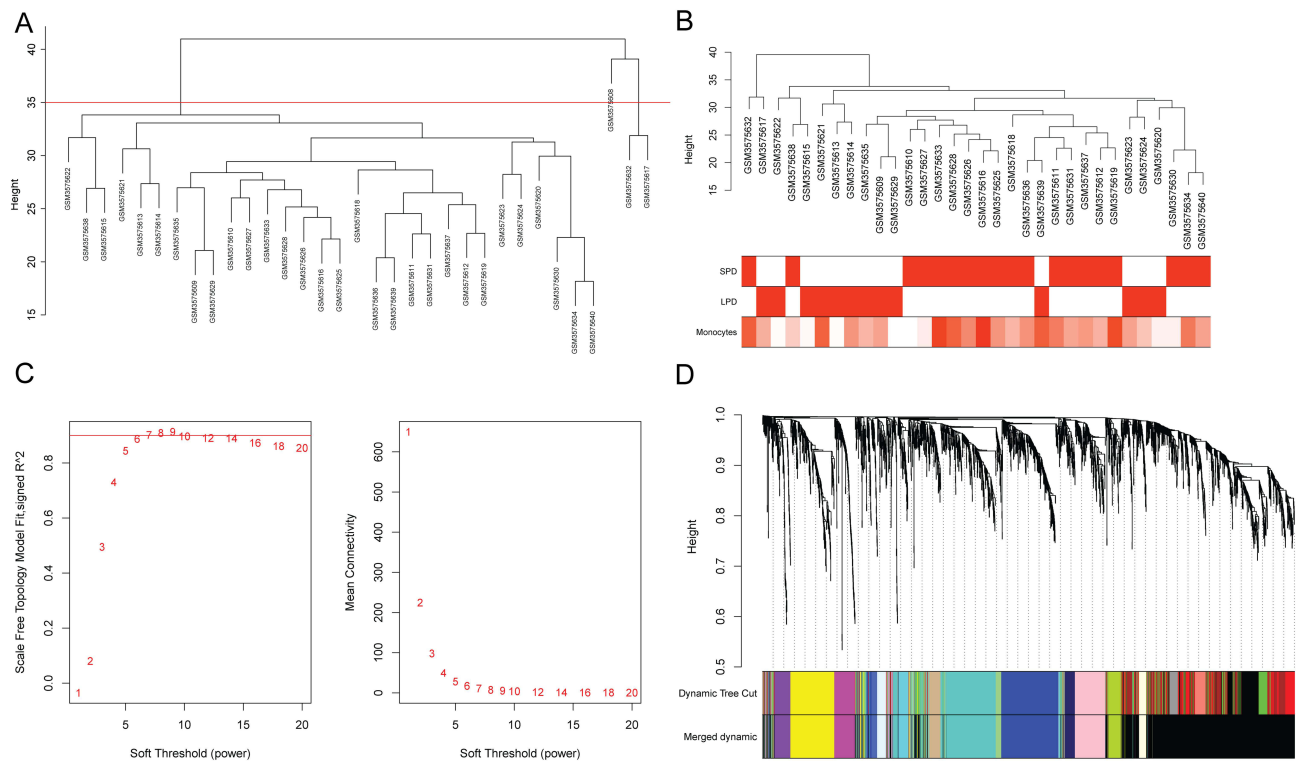 A
Height
40
35
30
25
20
15
GSM3575622
GSM3575638
GSM3575615
GSM3575621
GSM3575613
GSM3575614
GSM3575635
GSM3575609
GSM3575629
GSM3575610
GSM3575627
GSM3575633
GSM3575628
GSM3575626
GSM3575616
GSM3575625
GSM3575618
GSM3575636
GSM3575639
GSM3575611
GSM3575631
GSM3575637
GSM3575612
GSM3575619
GSM3575623
GSM3575624
GSM3575620
GSM3575630
GSM3575634
GSM3575640
GSM3575608
GSM3575632
GSM3575617
B
Height
40
35
30
25
20
15
GSM3575632
GSM3575617
GSM3575622
GSM3575638
GSM3575615
GSM3575621
GSM3575613
GSM3575614
GSM3575635
GSM3575609
GSM3575629
GSM3575610
GSM3575627
GSM3575633
GSM3575628
GSM3575626
GSM3575616
GSM3575625
GSM3575618
GSM3575636
GSM3575639
GSM3575611
GSM3575631
GSM3575637
GSM3575612
GSM3575619
GSM3575623
GSM3575624
GSM3575620
GSM3575630
GSM3575634
GSM3575640
SPD
LPD
Monocytes
C
Scale Free Topology Model Fit,signed R^2
0.8
0.6
0.4
0.2
0.0
1 2 3 4 5 6 7 8 9 10 12 14 16 18 20
5 10 15 20
Soft Threshold (power)
Mean Connectivity
600
500
400
300
200
100
0
1 2 3 4 5 6 7 8 9 10 12 14 16 18 20
5 10 15 20
Soft Threshold (power)
D
Height
1.0
0.9
0.8
0.7
0.6
0.5
Dynamic Tree Cut
Merged dynamic